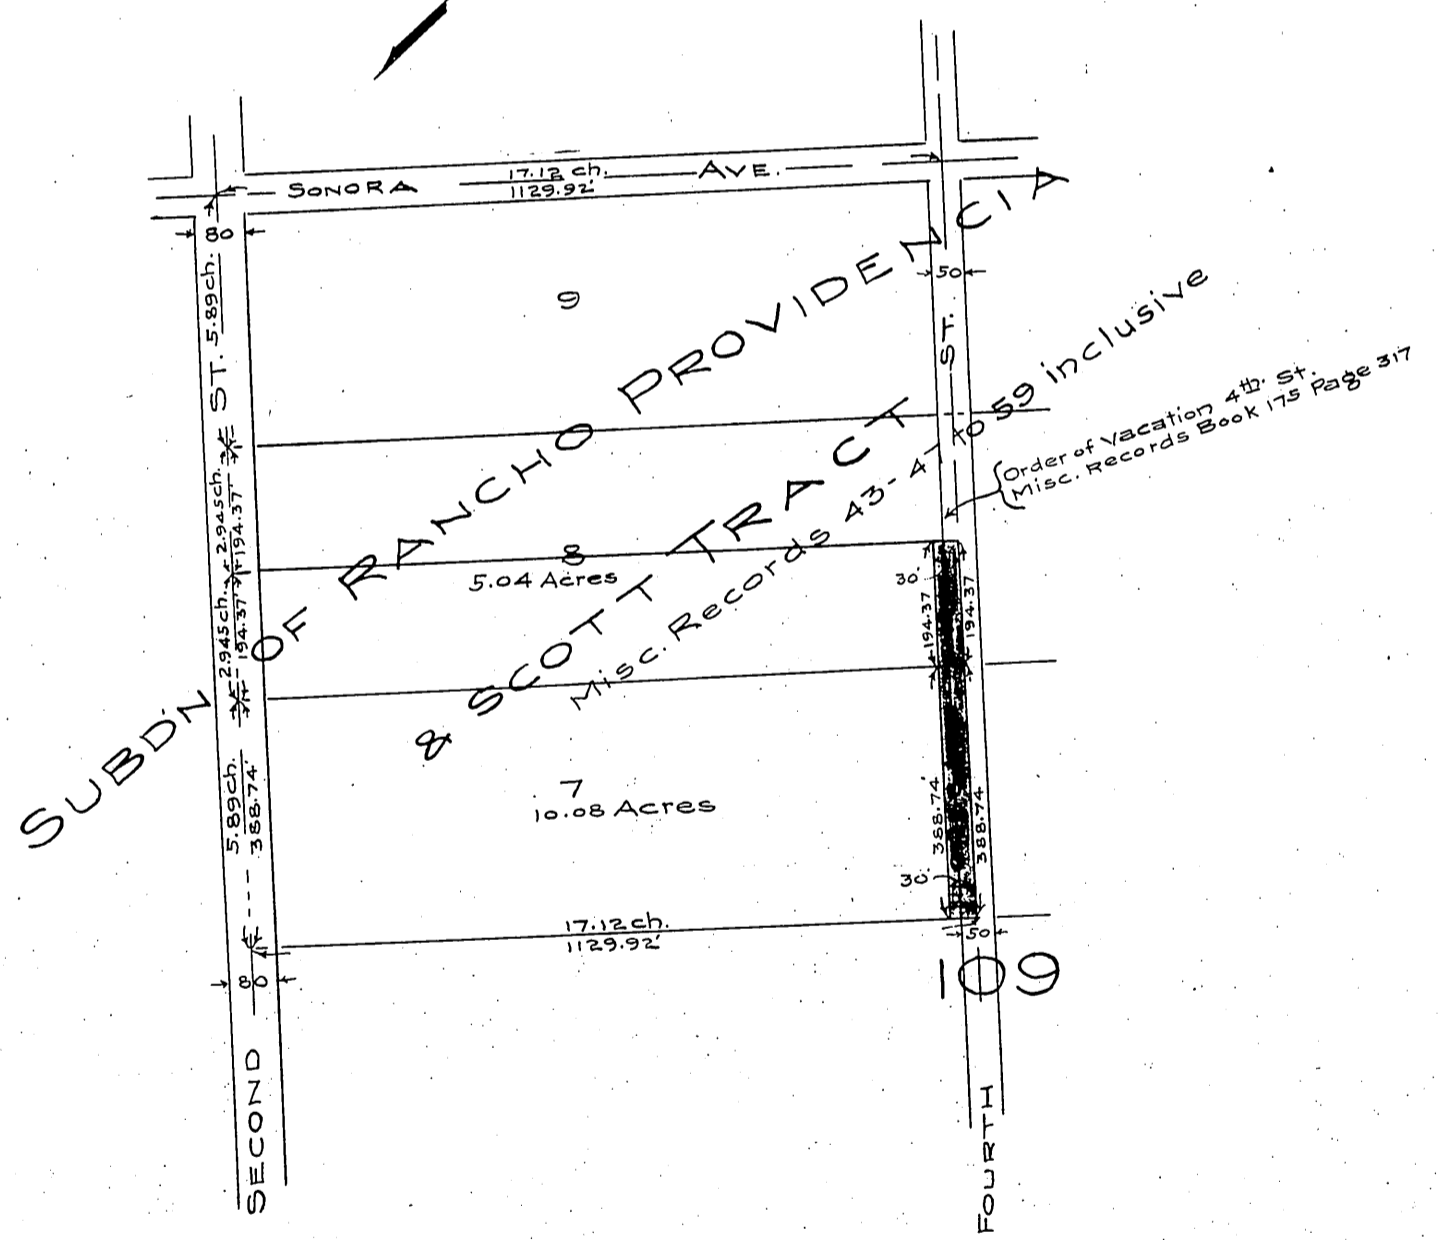 SONORA 17.12 ch. AVE.
1129.92'
80
50
ST. 5.89ch.
ST.
9
SUBD'N OF RANCHO PROVIDENCIA
& SCOTT TRACT
Misc. Records 43-47 to 59 inclusive
Order of Vacation 4th. St.
Misc. Records Book 175 Page 317
2.945ch.
194.37'
8
5.04 Acres
30'
194.37
194.37
2.945ch.
194.37'
7
10.08 Acres
5.89ch.
388.74'
388.74'
388.74
30'
17.12 ch.
1129.92'
50
80
109
SECOND
FOURTH